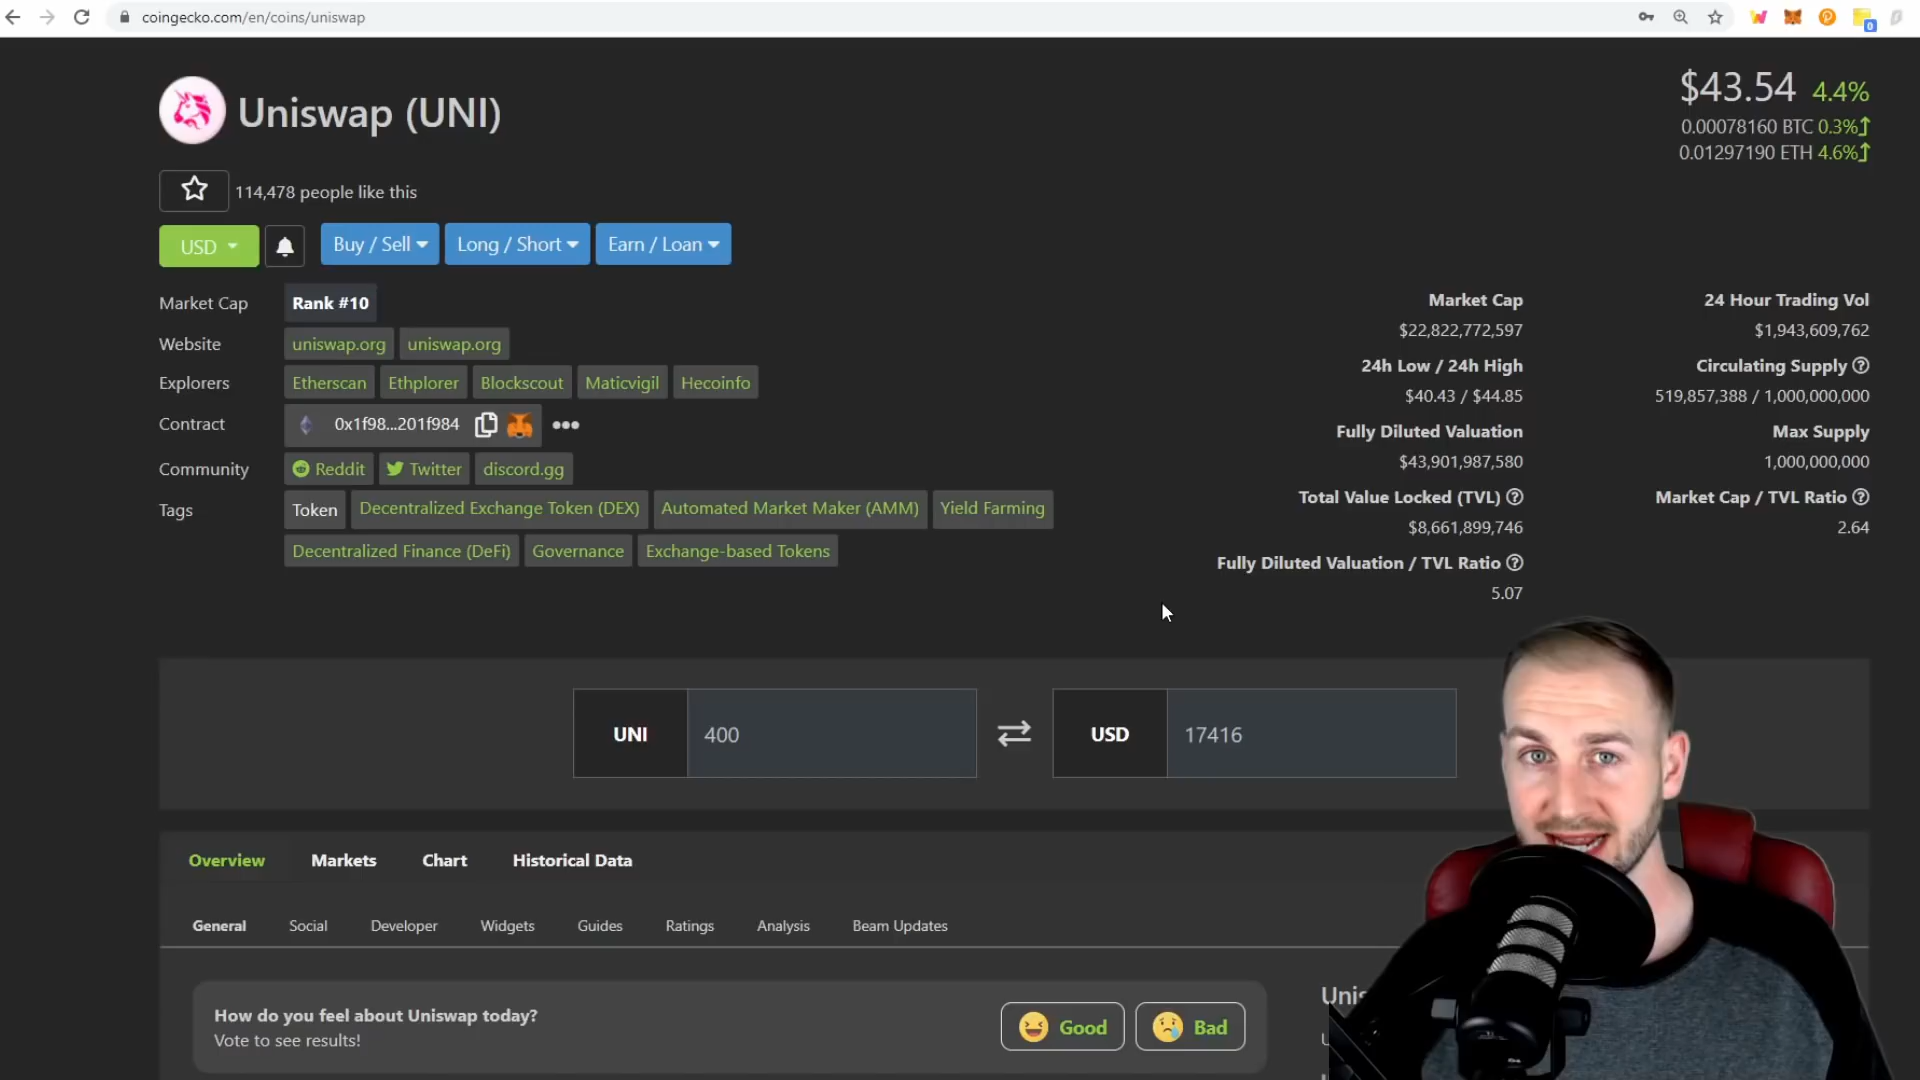 coingecko.com/en/coins/uniswap
0
Uniswap (UNI)
$43.54 4.4%
0.00078160 BTC 0.3%
0.01297190 ETH 4.6%
114,478 people like this
USD
Buy / Sell
Long / Short
Earn / Loan
Market Cap
Rank #10
Website
uniswap.org
uniswap.org
Explorers
Etherscan
Ethplorer
Blockscout
Maticvigil
Hecoinfo
Contract
0x1f98...201f984
Community
Reddit
Twitter
discord.gg
Tags
Token
Decentralized Exchange Token (DEX)
Automated Market Maker (AMM)
Yield Farming
Decentralized Finance (DeFi)
Governance
Exchange-based Tokens
Market Cap
$22,822,772,597
24h Low / 24h High
$40.43 / $44.85
Fully Diluted Valuation
$43,901,987,580
Total Value Locked (TVL)
$8,661,899,746
Fully Diluted Valuation / TVL Ratio
5.07
24 Hour Trading Vol
$1,943,609,762
Circulating Supply
519,857,388 / 1,000,000,000
Max Supply
1,000,000,000
Market Cap / TVL Ratio
2.64
UNI
400
USD
17416
Overview
Markets
Chart
Historical Data
General
Social
Developer
Widgets
Guides
Ratings
Analysis
Beam Updates
How do you feel about Uniswap today?
Vote to see results!
Good
Bad
Unis